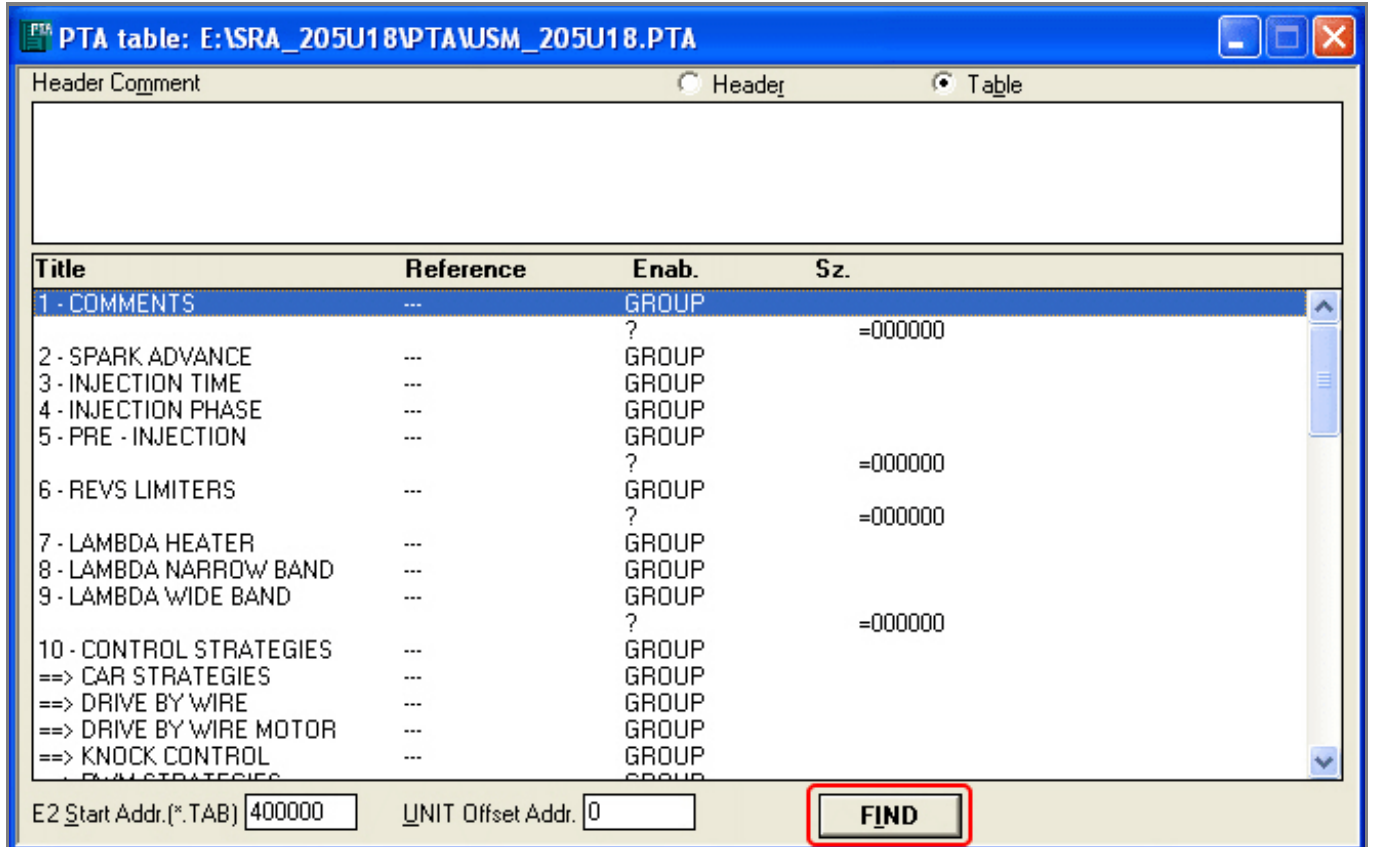 PTA table: E:\SRA_205U18\PTA\USM_205U18.PTA
Header Comment Header Table
Title Reference Enab. Sz.
1 - COMMENTS --- GROUP
? =000000
2 - SPARK ADVANCE --- GROUP
3 - INJECTION TIME --- GROUP
4 - INJECTION PHASE --- GROUP
5 - PRE - INJECTION --- GROUP
? =000000
6 - REVS LIMITERS --- GROUP
? =000000
7 - LAMBDA HEATER --- GROUP
8 - LAMBDA NARROW BAND --- GROUP
9 - LAMBDA WIDE BAND --- GROUP
? =000000
10 - CONTROL STRATEGIES --- GROUP
==> CAR STRATEGIES --- GROUP
==> DRIVE BY WIRE --- GROUP
==> DRIVE BY WIRE MOTOR --- GROUP
==> KNOCK CONTROL --- GROUP
==> PWM STRATEGIES --- GROUP
E2 Start Addr.(*.TAB) 400000 UNIT Offset Addr. 0 FIND